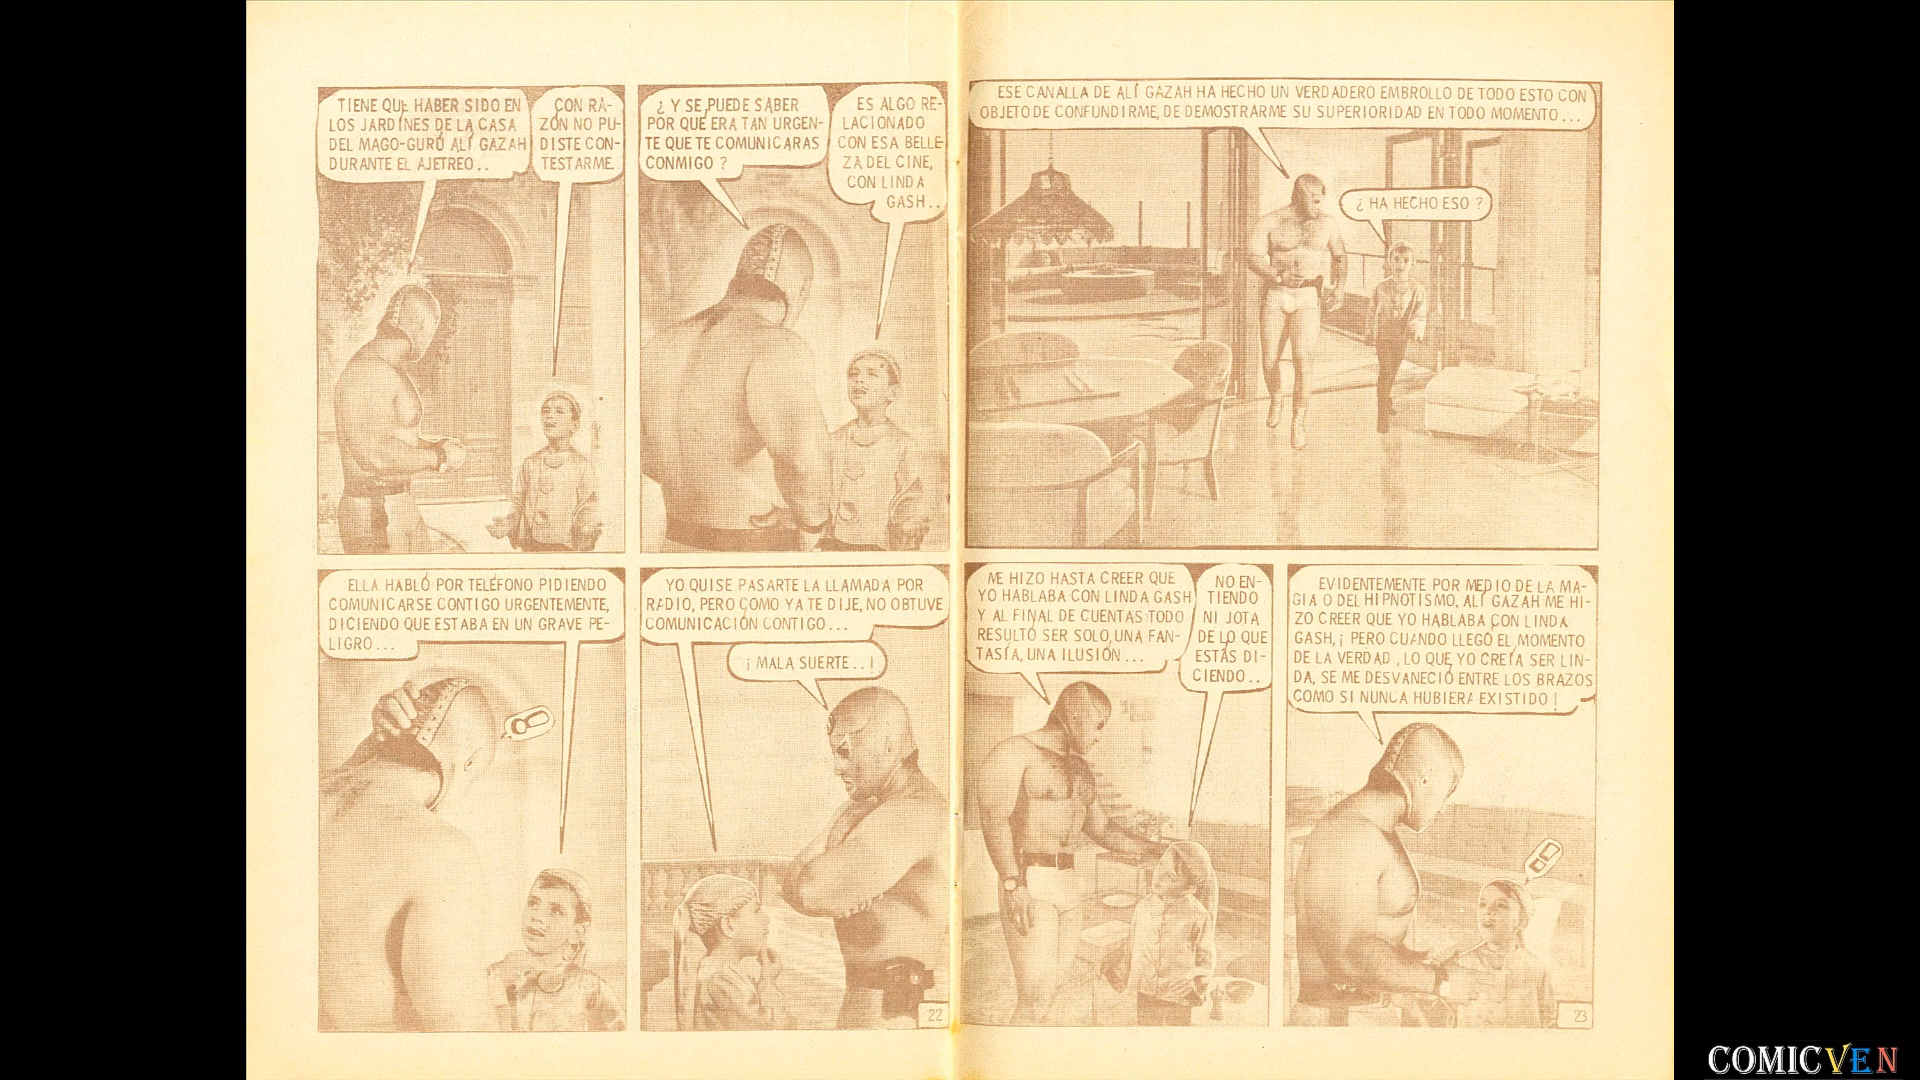 TIENE QUE HABER SIDO EN
LOS JARDINES DE LA CASA
DEL MAGO-GURÚ ALÍ GAZAH
DURANTE EL AJETREO..
CON RA-
ZÓN NO PU-
DISTE CON-
TESTARME.
¿ Y SE PUEDE SABER
POR QUÉ ERA TAN URGEN-
TE QUE TE COMUNICARAS
CONMIGO ?
ES ALGO RE-
LACIONADO
CON ESA BELLE-
ZA DEL CINE,
CON LINDA
GASH..
ELLA HABLÓ POR TELÉFONO PIDIENDO
COMUNICARSE CONTIGO URGENTEMENTE,
DICIENDO QUE ESTABA EN UN GRAVE PE-
LIGRO...
YO QUISE PASARTE LA LLAMADA POR
RADIO, PERO COMO YA TE DIJE, NO OBTUVE
COMUNICACIÓN CONTIGO...
¡ MALA SUERTE..!
22
ESE CANALLA DE ALÍ GAZAH HA HECHO UN VERDADERO EMBROLLO DE TODO ESTO CON
OBJETO DE CONFUNDIRME, DE DEMOSTRARME SU SUPERIORIDAD EN TODO MOMENTO...
¿ HA HECHO ESO ?
ME HIZO HASTA CREER QUE
YO HABLABA CON LINDA GASH
Y AL FINAL DE CUENTAS TODO
RESULTÓ SER SOLO, UNA FAN-
TASÍA, UNA ILUSIÓN...
NO EN-
TIENDO
NI JOTA
DE LO QUE
ESTÁS DI-
CIENDO..
EVIDENTEMENTE POR MEDIO DE LA MA-
GIA O DEL HIPNOTISMO, ALÍ GAZAH ME HI-
ZO CREER QUE YO HABLABA CON LINDA
GASH, ¡ PERO CUANDO LLEGÓ EL MOMENTO
DE LA VERDAD, LO QUE YO CREÍA SER LIN-
DA, SE ME DESVANECIÓ ENTRE LOS BRAZOS
COMO SI NUNCA HUBIERA EXISTIDO !
23
COMICVEN